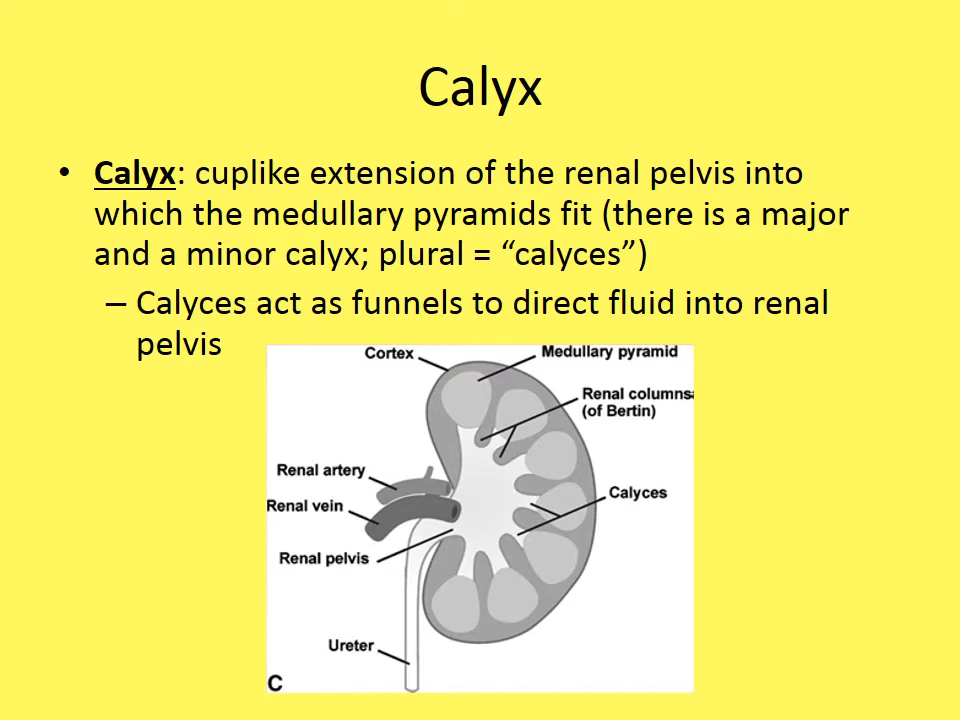 Calyx
• Calyx: cuplike extension of the renal pelvis into
which the medullary pyramids fit (there is a major
and a minor calyx; plural = “calyces”)
– Calyces act as funnels to direct fluid into renal
pelvis
Cortex
Medullary pyramid
Renal columns
(of Bertin)
Renal artery
Calyces
Renal vein
Renal pelvis
Ureter
C